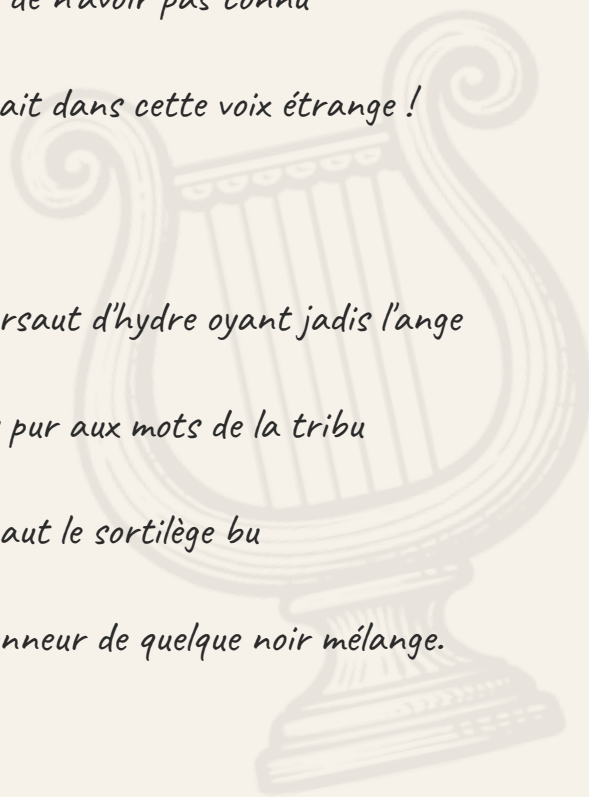 de n'avoir pas connu
ait dans cette voix étrange !
rsaut d'hydre oyant jadis l'ange
pur aux mots de la tribu
aut le sortilège bu
nneur de quelque noir mélange.